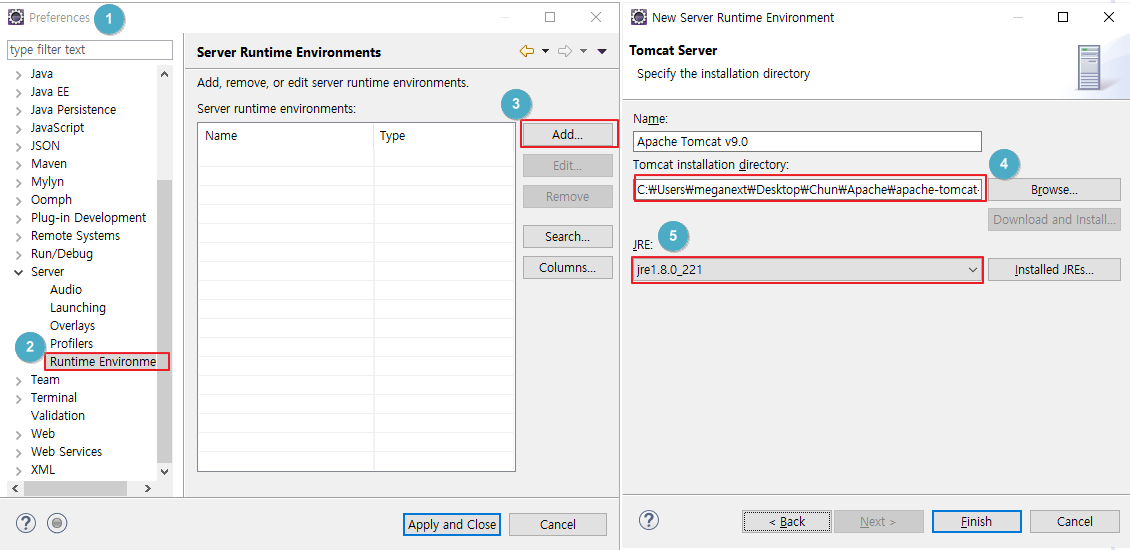 Preferences
1
type filter text
Java
Java EE
Java Persistence
JavaScript
JSON
Maven
Mylyn
Oomph
Plug-in Development
Remote Systems
Run/Debug
Server
Audio
Launching
Overlays
Profilers
2
Runtime Environme
Team
Terminal
Validation
Web
Web Services
XML
Server Runtime Environments
Add, remove, or edit server runtime environments.
Server runtime environments:
Name Type
3
Add...
Edit...
Remove
Search...
Columns...
Apply and Close Cancel
New Server Runtime Environment
Tomcat Server
Specify the installation directory
Name:
Apache Tomcat v9.0
Tomcat installation directory:
4
C:₩Users₩meganext₩Desktop₩Chun₩Apache₩apache-tomcat- Browse...
Download and Install...
JRE:
5
jre1.8.0_221 Installed JREs...
< Back Next > Finish Cancel